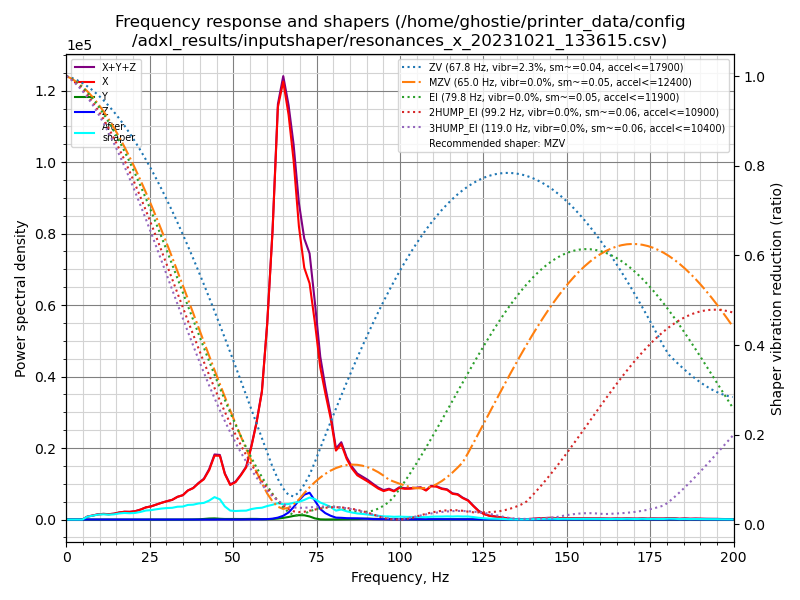 Frequency response and shapers (/home/ghostie/printer_data/config
/adxl_results/inputshaper/resonances_x_20231021_133615.csv)
1e5
X+Y+Z
X
Y
Z
After
shaper
ZV (67.8 Hz, vibr=2.3%, sm~=0.04, accel<=17900)
MZV (65.0 Hz, vibr=0.0%, sm~=0.05, accel<=12400)
EI (79.8 Hz, vibr=0.0%, sm~=0.05, accel<=11900)
2HUMP_EI (99.2 Hz, vibr=0.0%, sm~=0.06, accel<=10900)
3HUMP_EI (119.0 Hz, vibr=0.0%, sm~=0.06, accel<=10400)
Recommended shaper: MZV
Power spectral density
1.2
1.0
0.8
0.6
0.4
0.2
0.0
1.0
0.8
0.6
0.4
0.2
0.0
Shaper vibration reduction (ratio)
0 25 50 75 100 125 150 175 200
Frequency, Hz